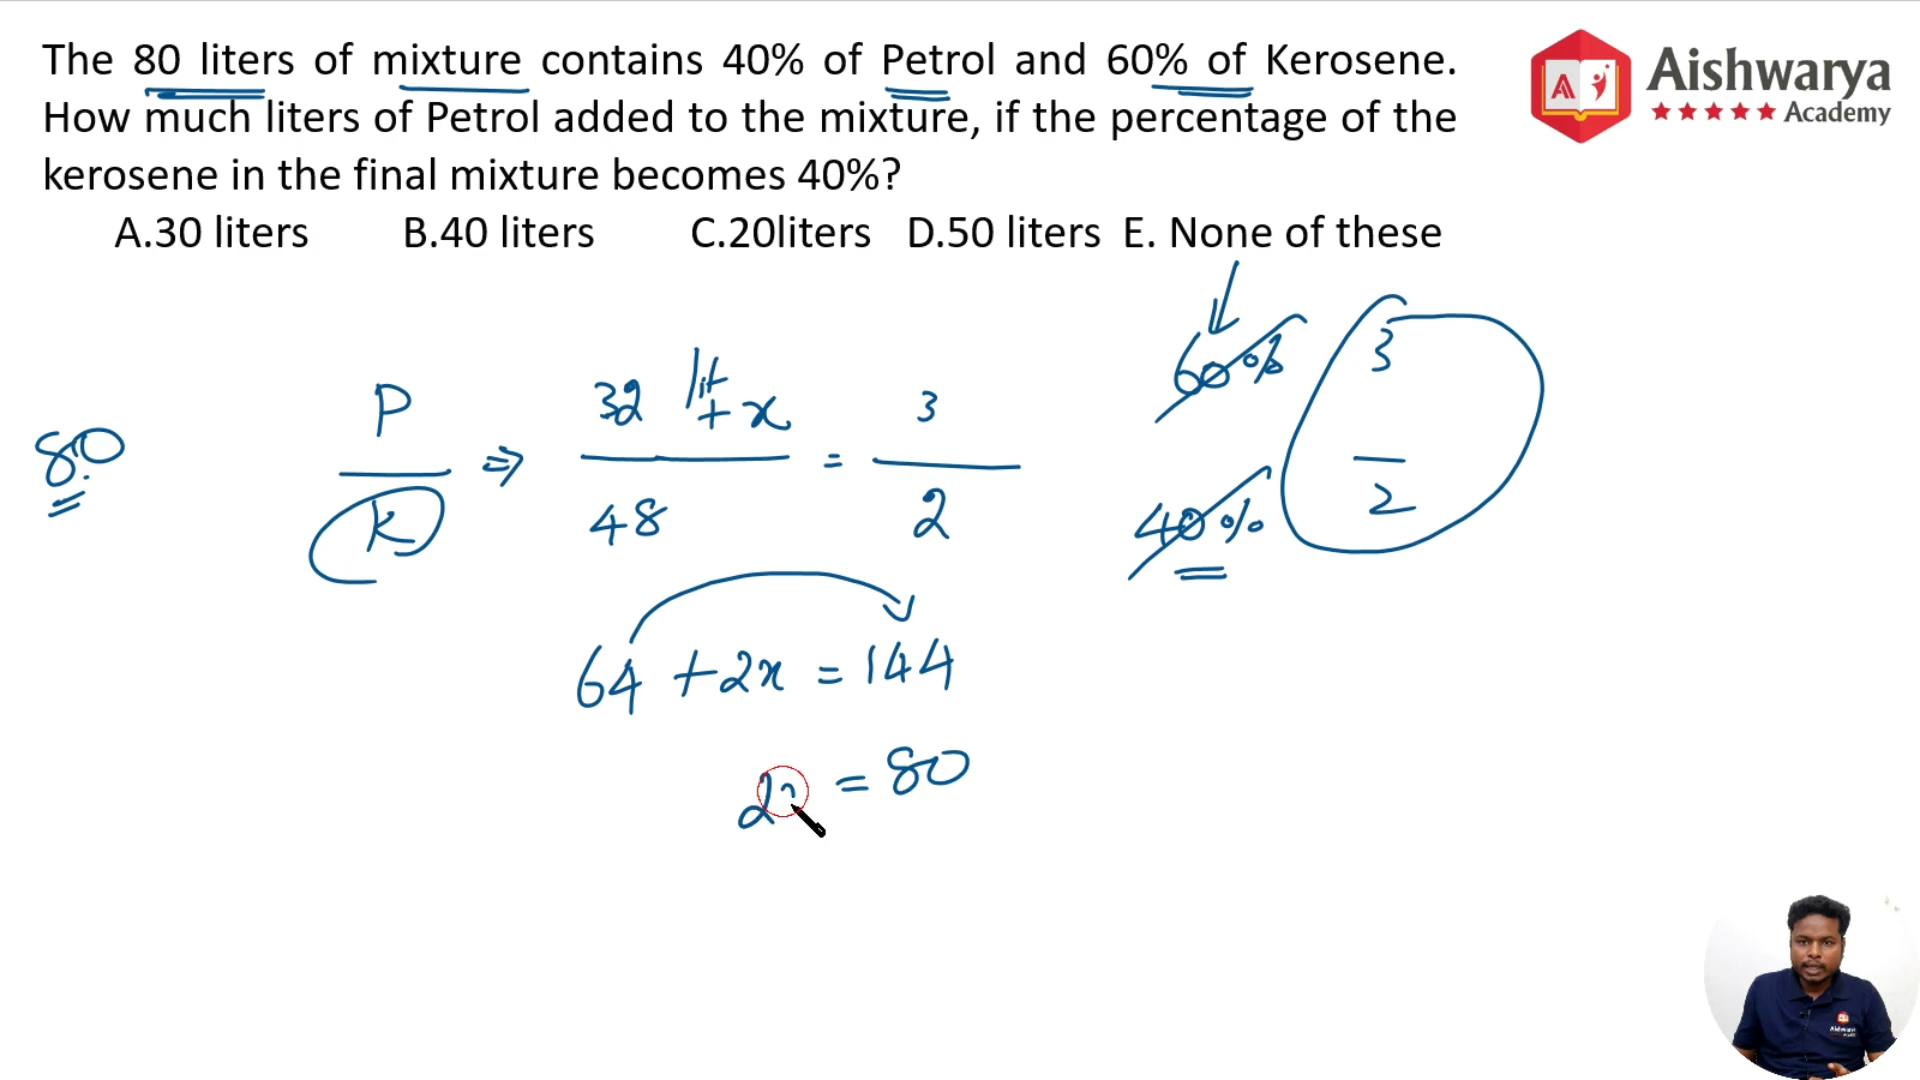 The 80 liters of mixture contains 40% of Petrol and 60% of Kerosene.
How much liters of Petrol added to the mixture, if the percentage of the
kerosene in the final mixture becomes 40%?
A.30 liters B.40 liters C.20liters D.50 liters E. None of these
Aishwarya
Academy
80
P
K
⇒
32 lit + x
48
=
3
2
60%
40%
3
2
64 + 2x = 144
2 = 80